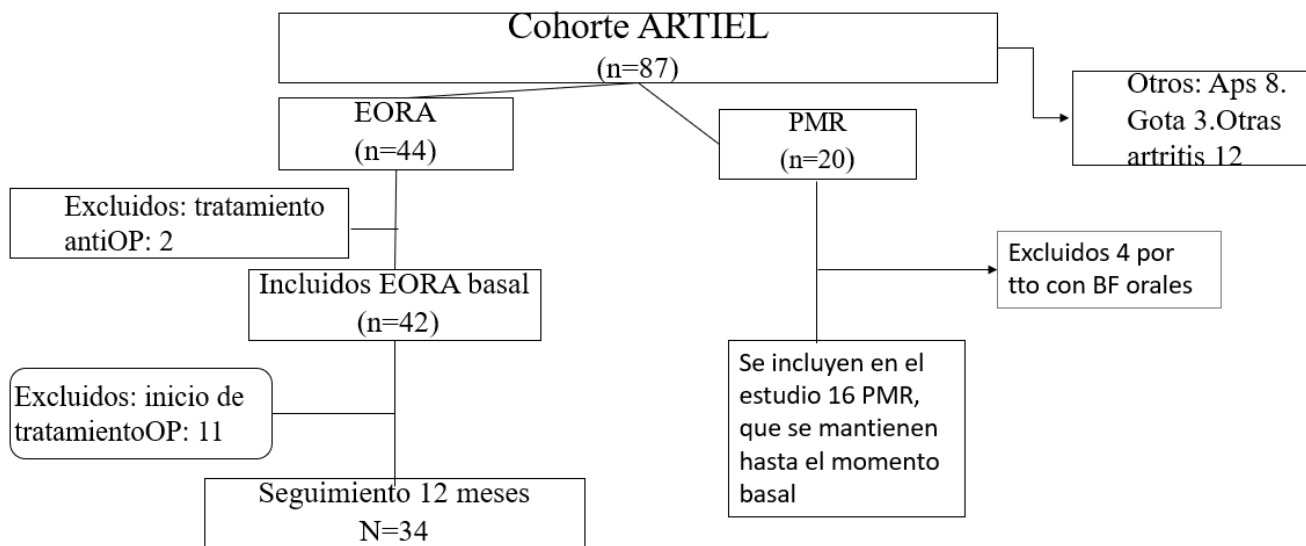 Cohorte ARTIEL
(n=87)
Otros: Aps 8.
Gota 3.Otras
artritis 12
EORA
(n=44)
PMR
(n=20)
Excluidos: tratamiento
antiOP: 2
Excluidos 4 por
tto con BF orales
Incluidos EORA basal
(n=42)
Se incluyen en el
estudio 16 PMR,
que se mantienen
hasta el momento
basal
Excluidos: inicio de
tratamientoOP: 11
Seguimiento 12 meses
N=34